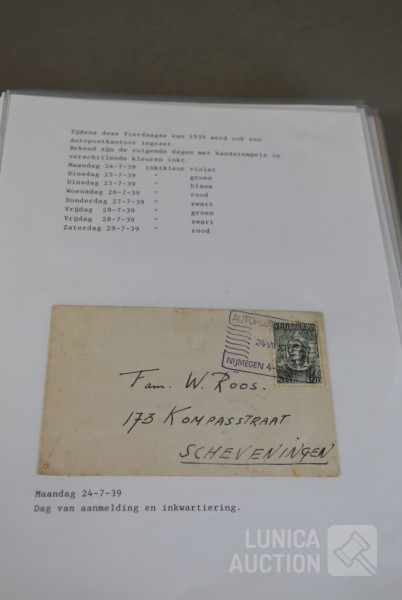 Tijdens deze Vierdaagse van 1939 werd ook een
Autopostkantoor ingezet.
Bekend zijn de volgende dagen met handstempels in
verschillende kleuren inkt.
Maandag 24-7-39 inktkleur violet
Dinsdag 25-7-39 " groen
Dinsdag 25-7-39 " blauw
Woensdag 26-7-39 " rood
Donderdag 27-7-39 " zwart
Vrijdag 28-7-39 " groen
Vrijdag 28-7-39 " zwart
Zaterdag 29-7-39 " rood
NIJMEGEN 4-
Fam. W. Roos.
173 Kompasstraat
Scheveningen
Maandag 24-7-39
Dag van aanmelding en inkwartiering.
LUNICA
AUCTION